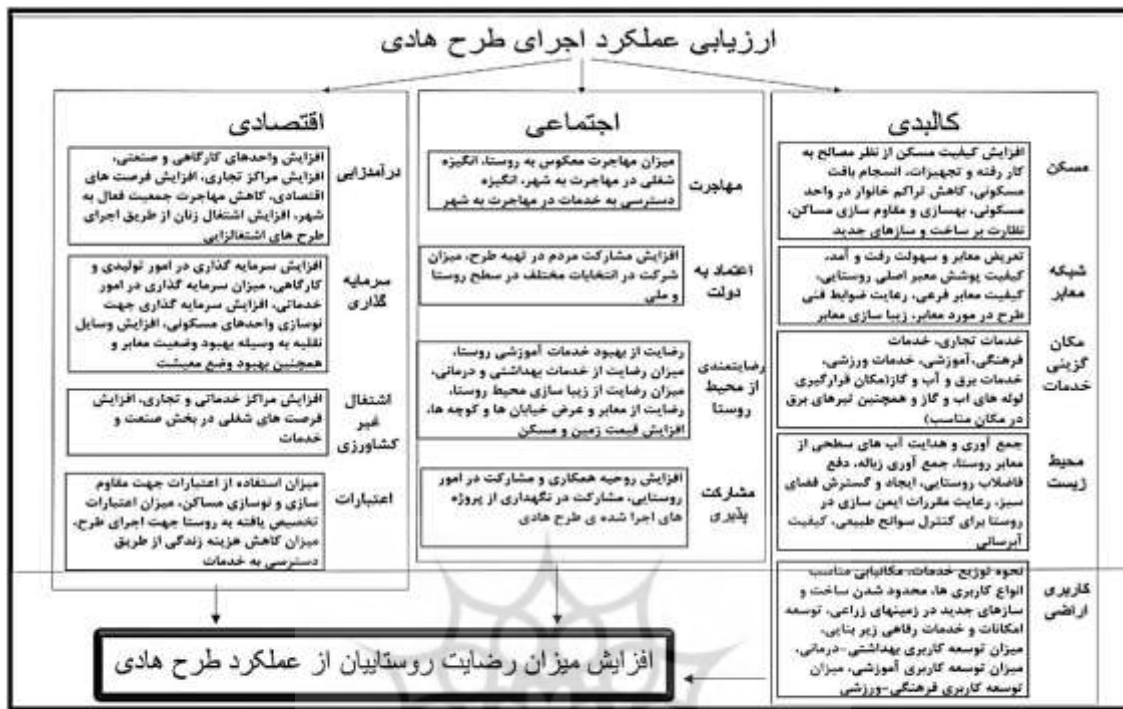 ارزیابی عملکرد اجرای طرح هادی
کالبدی
مسکن
افزایش کیفیت مسکن از نظر مصالح به
کار رفته و تجهیزات، انسجام بافت
مسکونی، کاهش تراکم خانوار در واحد
مسکونی، بهسازی و مقاوم سازی مساکن،
نظارت بر ساخت و سازهای جدید
شبکه
معابر
تعریض معابر و سهولت رفت و آمد،
کیفیت پوشش معبر اصلی روستایی،
کیفیت معابر فرعی، رعایت ضوابط فنی
طرح در مورد معابر، زیبا سازی معابر
مکان
گزینی
خدمات
خدمات تجاری، خدمات
فرهنگی،آموزشی، خدمات ورزشی،
خدمات برق و آب و گاز(مکان قرارگیری
لوله های اب و گاز و همچنین تیرهای برق
در مکان مناسب)
محیط
زیست
جمع آوری و هدایت آب های سطحی از
معابر روستا، جمع آوری زباله، دفع
فاضلاب روستایی، ایجاد و گسترش فضای
سبز، رعایت مقررات ایمن سازی در
روستا برای کنترل سوانح طبیعی، کیفیت
آبرسانی
کاربری
اراضی
نحوه توزیع خدمات، مکانیابی مناسب
انواع کاربری ها، محدود شدن ساخت و
سازهای جدید در زمینهای زراعی، توسعه
امکانات و خدمات رفاهی زیر بنایی،
میزان توسعه کاربری بهداشتی-درمانی،
میزان توسعه کاربری آموزشی، میزان
توسعه کاربری فرهنگی-ورزشی
اجتماعی
مهاجرت
میزان مهاجرت معکوس به روستا، انگیزه
شغلی در مهاجرت به شهر، انگیزه
دسترسی به خدمات در مهاجرت به شهر
اعتماد به
دولت
افزایش مشارکت مردم در تهیه طرح، میزان
شرکت در انتخابات مختلف در سطح روستا
و ملی
رضایتمندی
از محیط
روستا
رضایت از بهبود خدمات آموزشی روستا،
میزان رضایت از خدمات بهداشتی و درمانی،
میزان رضایت از زیبا سازی محیط روستا،
رضایت از معابر و عرض خیابان ها و کوچه ها،
افزایش قیمت زمین و مسکن
مشارکت
پذیری
افزایش روحیه همکاری و مشارکت در امور
روستایی، مشارکت در نگهداری از پروژه
های اجرا شده ی طرح هادی
اقتصادی
درآمدزایی
افزایش واحدهای کارگاهی و صنعتی،
افزایش مراکز تجاری، افزایش فرصت های
اقتصادی، کاهش مهاجرت جمعیت فعال به
شهر، افزایش اشتغال زنان از طریق اجرای
طرح های اشتغالزایی
سرمایه
گذاری
افزایش سرمایه گذاری در امور تولیدی و
کارگاهی، میزان سرمایه گذاری در امور
خدماتی، افزایش سرمایه گذاری جهت
نوسازی واحدهای مسکونی، افزایش وسایل
نقلیه به وسیله بهبود وضعیت معابر و
همچنین بهبود وضع معیشت
اشتغال
غیر
کشاورزی
افزایش مراکز خدماتی و تجاری، افزایش
فرصت های شغلی در بخش صنعت و
خدمات
اعتبارات
میزان استفاده از اعتبارات جهت مقاوم
سازی و نوسازی مساکن، میزان اعتبارات
تخصیص یافته به روستا جهت اجرای طرح،
میزان کاهش هزینه زندگی از طریق
دسترسی به خدمات
افزایش میزان رضایت روستاییان از عملکرد طرح هادی